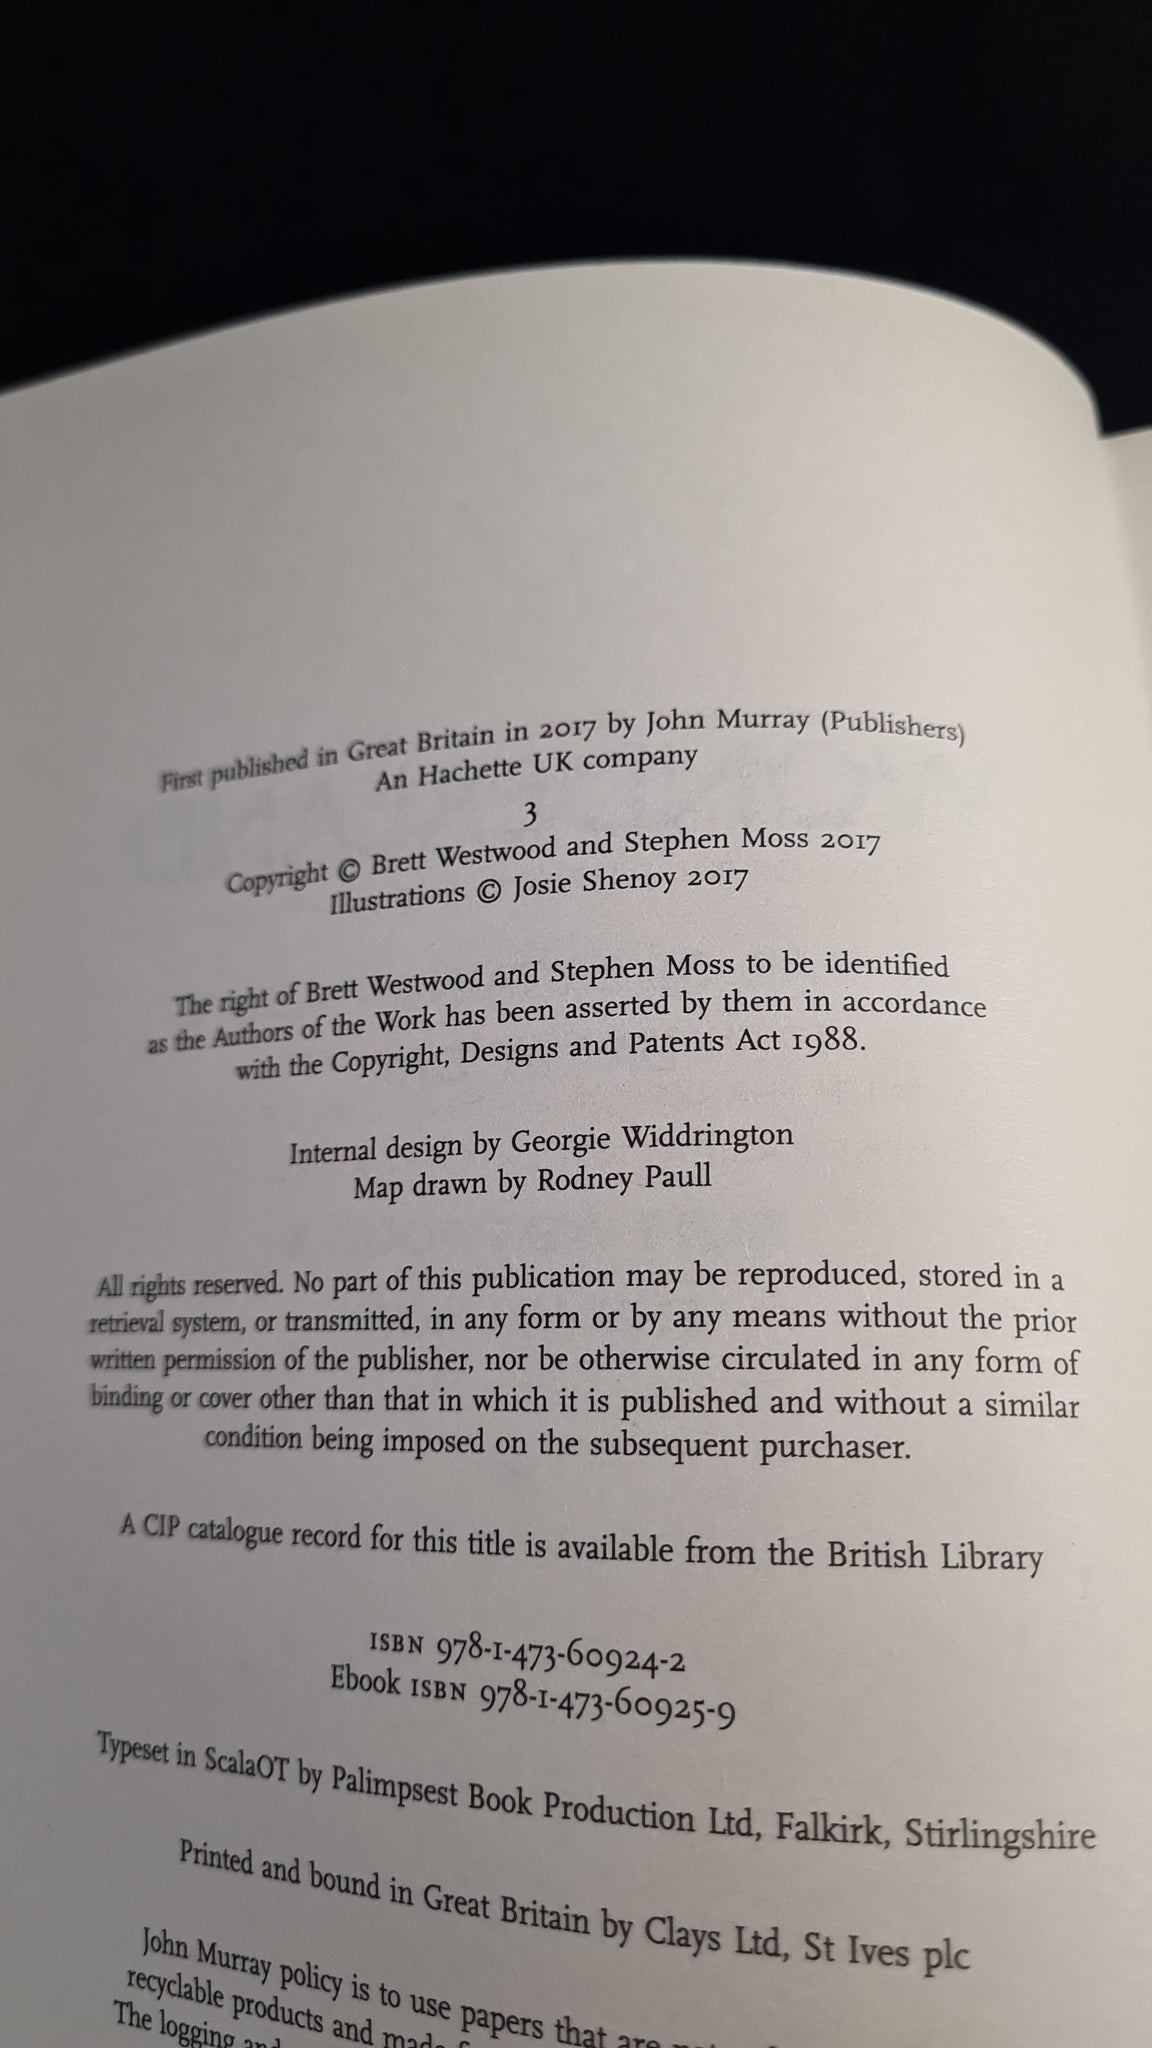 First published in Great Britain in 2017 by John Murray (Publishers)
An Hachette UK company
3
Copyright © Brett Westwood and Stephen Moss 2017
Illustrations © Josie Shenoy 2017
The right of Brett Westwood and Stephen Moss to be identified
as the Authors of the Work has been asserted by them in accordance
with the Copyright, Designs and Patents Act 1988.
Internal design by Georgie Widdrington
Map drawn by Rodney Paull
All rights reserved. No part of this publication may be reproduced, stored in a
retrieval system, or transmitted, in any form or by any means without the prior
written permission of the publisher, nor be otherwise circulated in any form of
binding or cover other than that in which it is published and without a similar
condition being imposed on the subsequent purchaser.
A CIP catalogue record for this title is available from the British Library
ISBN 978-1-473-60924-2
Ebook ISBN 978-1-473-60925-9
Typeset in ScalaOT by Palimpsest Book Production Ltd, Falkirk, Stirlingshire
Printed and bound in Great Britain by Clays Ltd, St Ives plc
John Murray policy is to use papers that are
recyclable products and made
The logging and